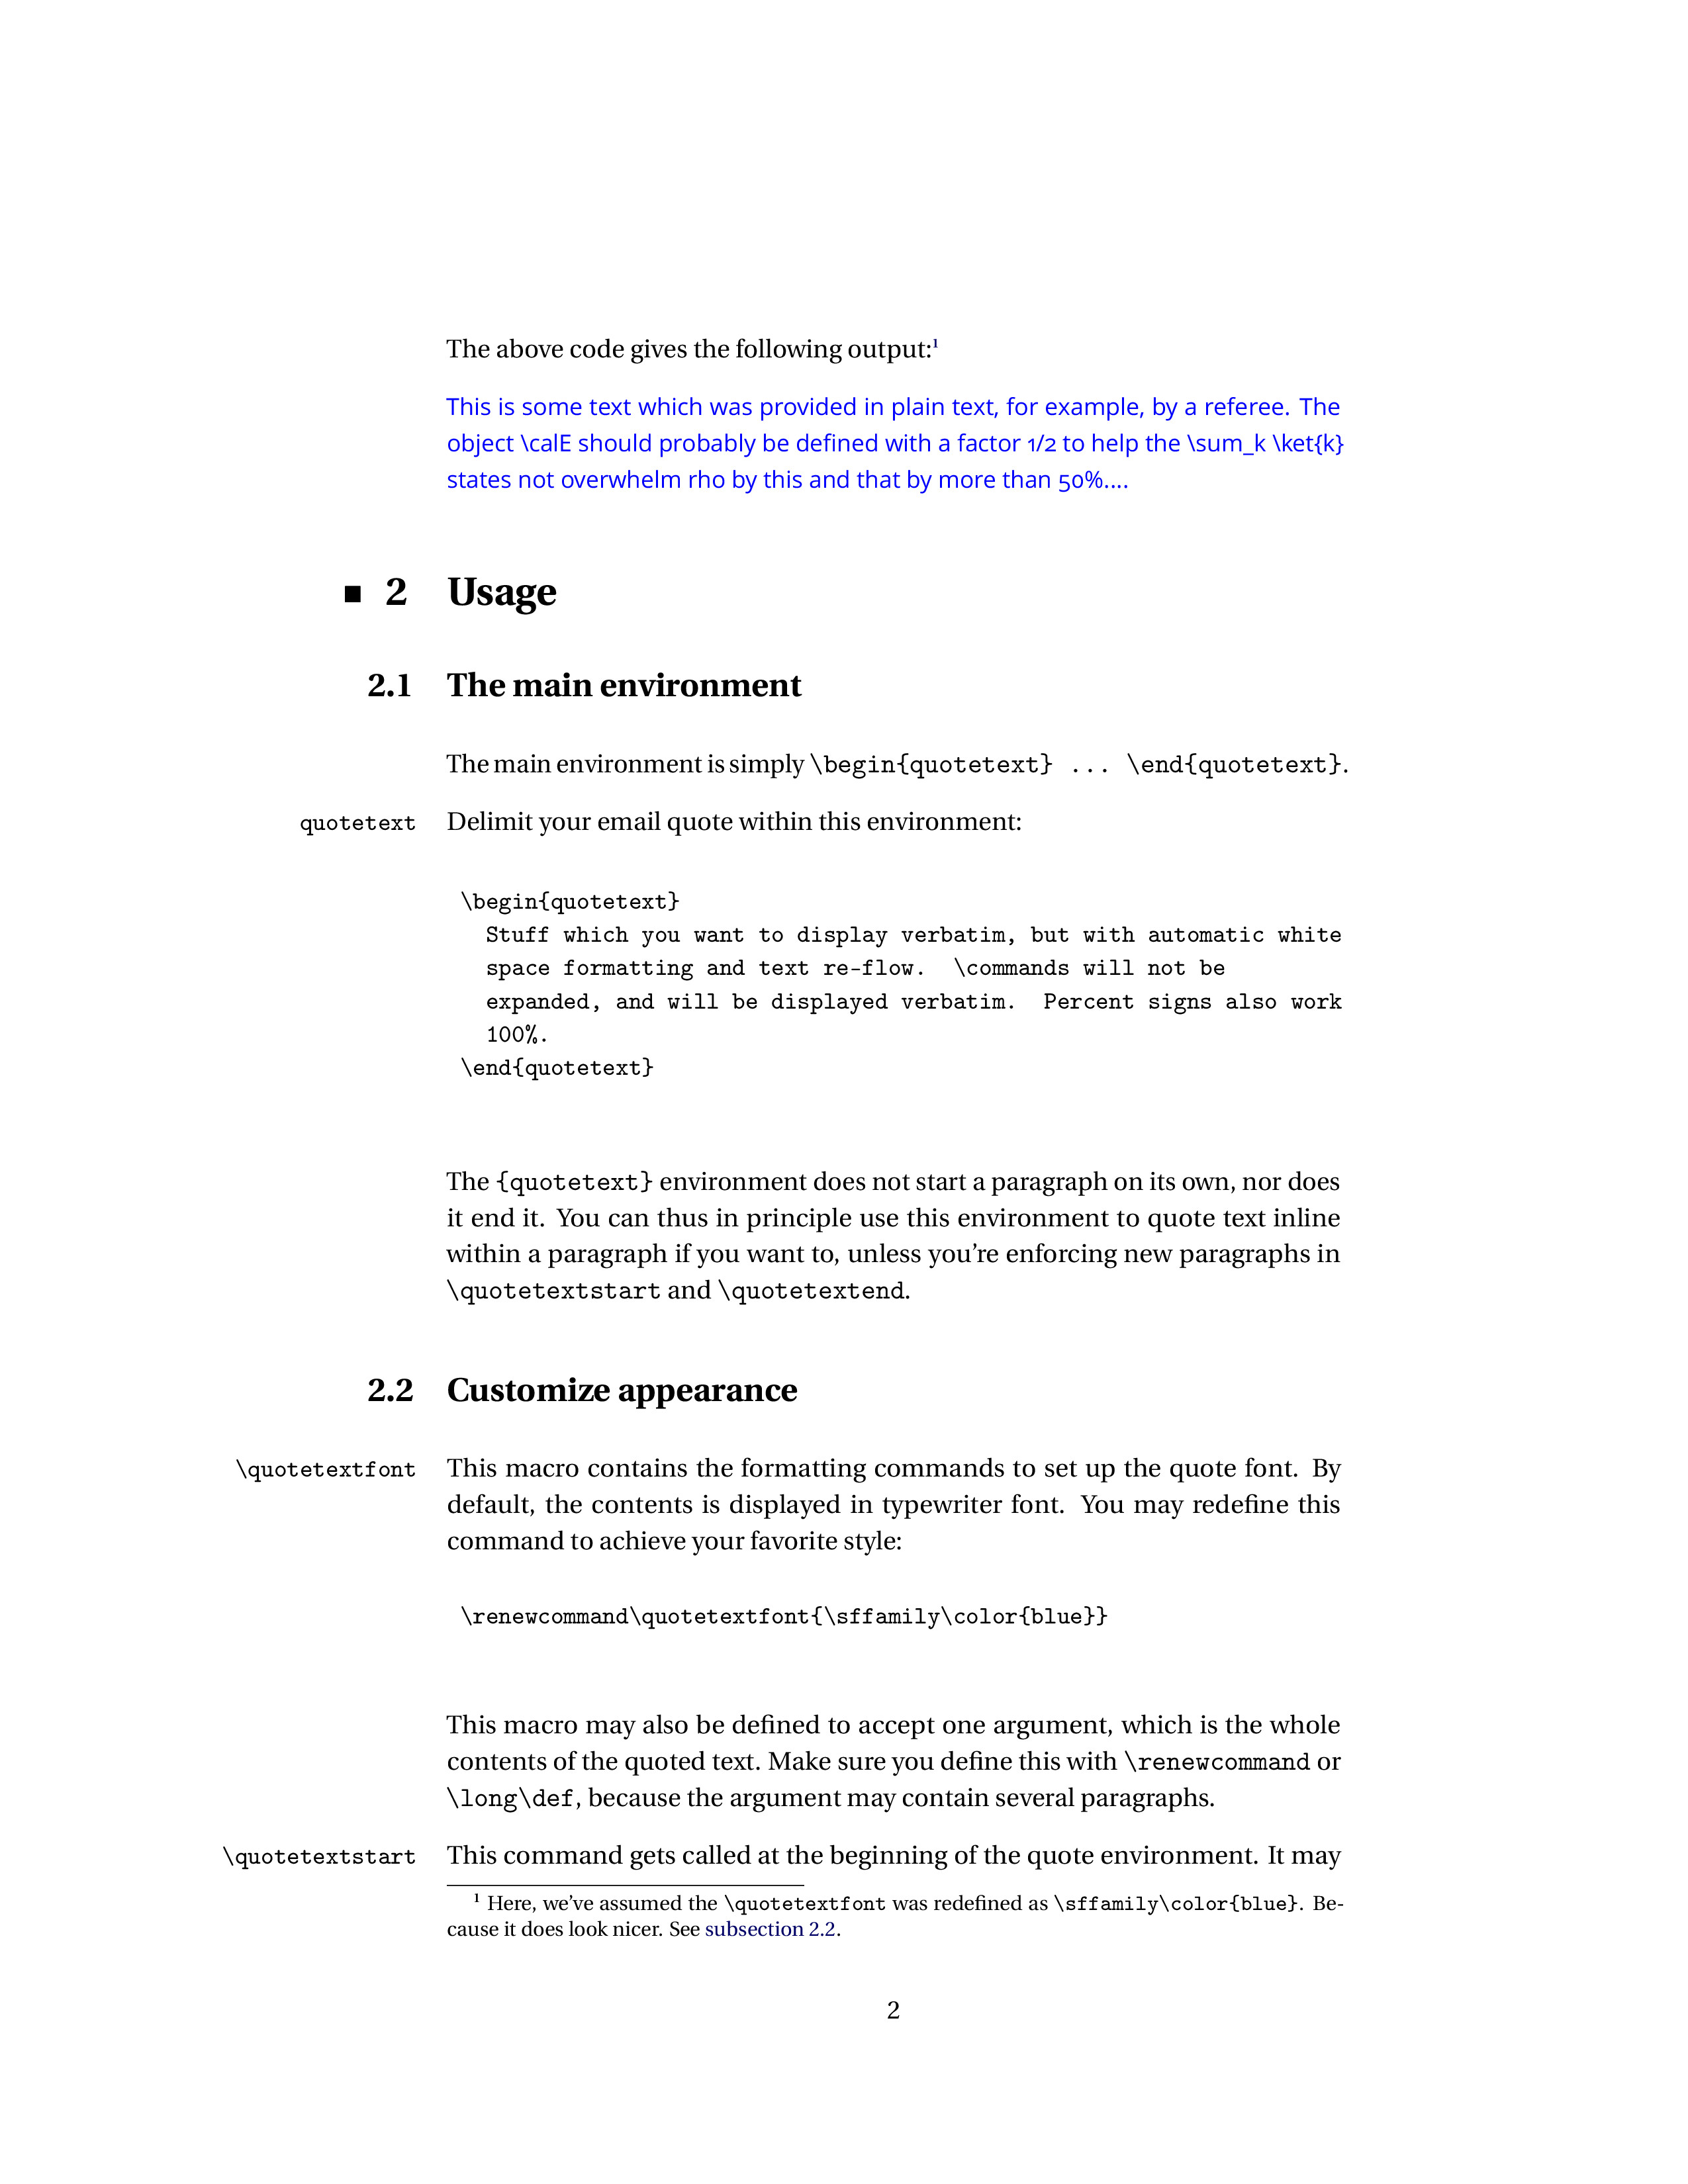 The above code gives the following output:¹
This is some text which was provided in plain text, for example, by a referee. The
object \calE should probably be defined with a factor 1/2 to help the \sum_k \ket{k}
states not overwhelm rho by this and that by more than 50%....
■ 2 Usage
2.1 The main environment
The main environment is simply \begin{quotetext} ... \end{quotetext}.
quotetext Delimit your email quote within this environment:
\begin{quotetext}
  Stuff which you want to display verbatim, but with automatic white
  space formatting and text re-flow.  \commands will not be
  expanded, and will be displayed verbatim.  Percent signs also work
  100%.
\end{quotetext}
The {quotetext} environment does not start a paragraph on its own, nor does
it end it. You can thus in principle use this environment to quote text inline
within a paragraph if you want to, unless you're enforcing new paragraphs in
\quotetextstart and \quotetextend.
2.2 Customize appearance
\quotetextfont This macro contains the formatting commands to set up the quote font. By
default, the contents is displayed in typewriter font. You may redefine this
command to achieve your favorite style:
\renewcommand\quotetextfont{\sffamily\color{blue}}
This macro may also be defined to accept one argument, which is the whole
contents of the quoted text. Make sure you define this with \renewcommand or
\long\def, because the argument may contain several paragraphs.
\quotetextstart This command gets called at the beginning of the quote environment. It may
¹ Here, we've assumed the \quotetextfont was redefined as \sffamily\color{blue}. Be-
cause it does look nicer. See subsection 2.2.
2